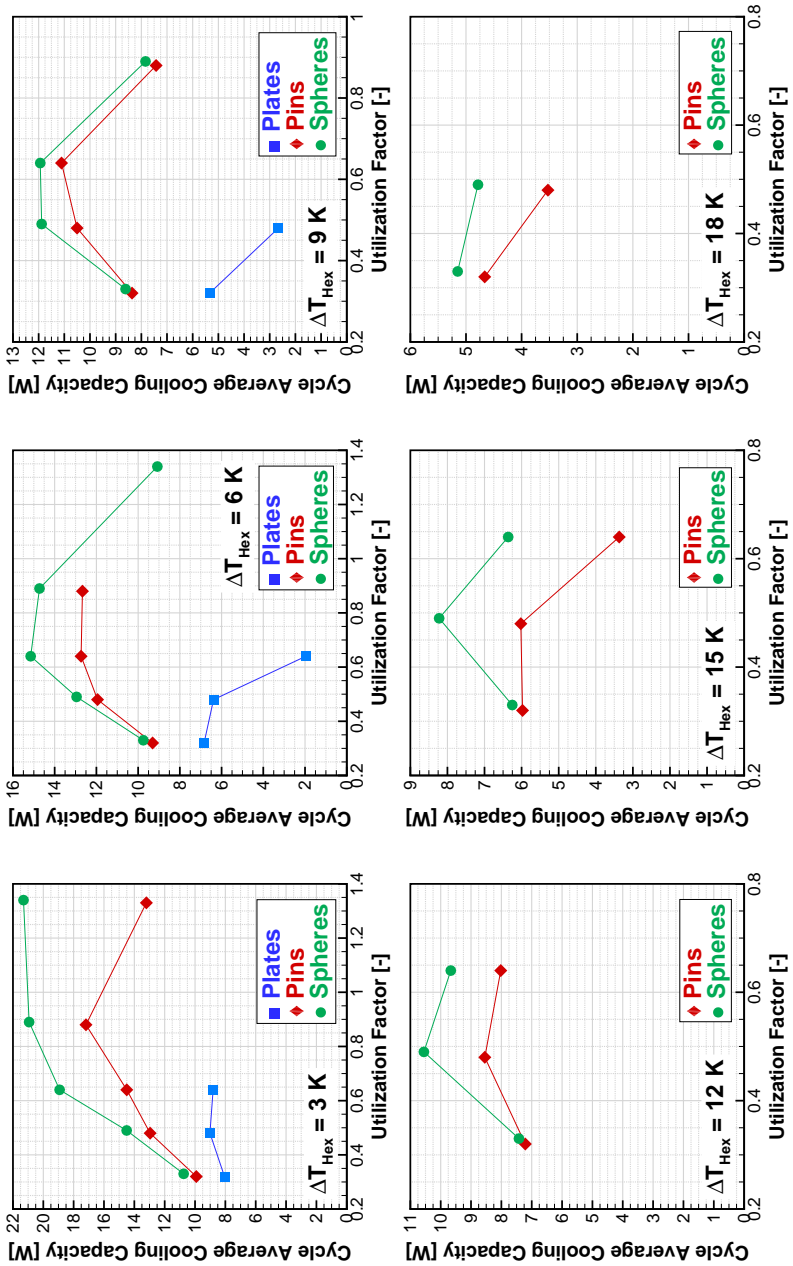 Cycle Average Cooling Capacity [W]
22
20
18
16
14
12
10
8
6
4
2
0
ΔT_Hex = 3 K
Plates
Pins
Spheres
0.2 0.4 0.6 0.8 1 1.2 1.4
Utilization Factor [-]
Cycle Average Cooling Capacity [W]
16
14
12
10
8
6
4
2
0
ΔT_Hex = 6 K
Plates
Pins
Spheres
0.2 0.4 0.6 0.8 1 1.2 1.4
Utilization Factor [-]
Cycle Average Cooling Capacity [W]
13
12
11
10
9
8
7
6
5
4
3
2
1
0
ΔT_Hex = 9 K
Plates
Pins
Spheres
0.2 0.4 0.6 0.8 1
Utilization Factor [-]
Cycle Average Cooling Capacity [W]
11
10
9
8
7
6
5
4
3
2
1
0
ΔT_Hex = 12 K
Pins
Spheres
0.2 0.4 0.6 0.8
Utilization Factor [-]
Cycle Average Cooling Capacity [W]
9
8
7
6
5
4
3
2
1
0
ΔT_Hex = 15 K
Pins
Spheres
0.2 0.4 0.6 0.8
Utilization Factor [-]
Cycle Average Cooling Capacity [W]
6
5
4
3
2
1
0
ΔT_Hex = 18 K
Pins
Spheres
0.2 0.4 0.6 0.8
Utilization Factor [-]